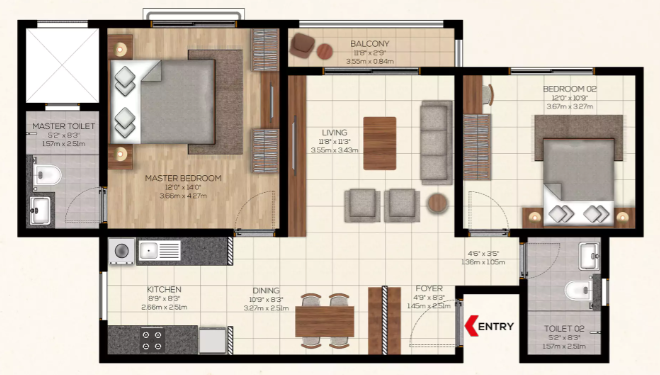 BALCONY
11'8" x 2'9"
3.55m x 0.84m
BEDROOM 02
12'0" x 10'9"
3.67m x 3.27m
MASTER TOILET
5'2" x 8'3"
1.57m x 2.51m
LIVING
11'8" x 11'3"
3.55m x 3.43m
MASTER BEDROOM
12'0" x 14'0"
3.66m x 4.27m
4'6" x 3'5"
1.38m x 1.05m
KITCHEN
8'9" x 8'3"
2.66m x 2.51m
DINING
10'9" x 8'3"
3.27m x 2.51m
FOYER
4'9" x 8'3"
1.45m x 2.51m
ENTRY
TOILET 02
5'2" x 8'3"
1.57m x 2.51m